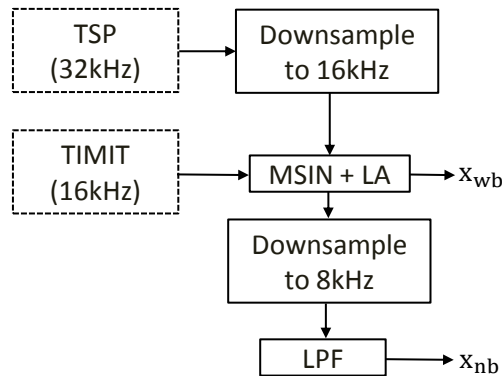 TSP
(32kHz)
Downsample
to 16kHz
TIMIT
(16kHz)
MSIN + LA
xwb
Downsample
to 8kHz
LPF
xnb